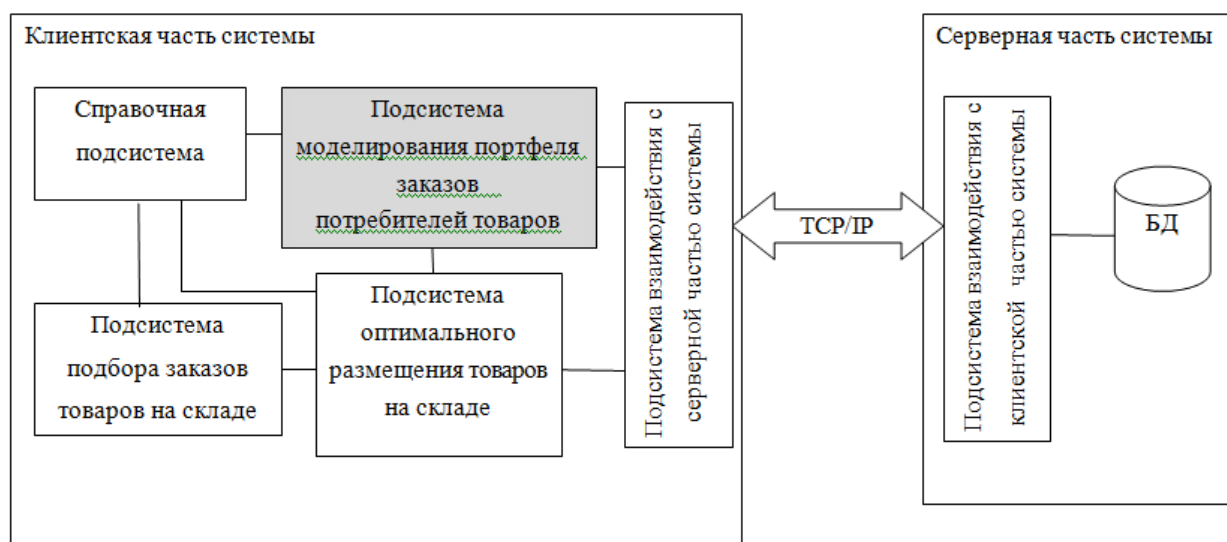 Клиентская часть системы
Справочная
подсистема
Подсистема
моделирования портфеля
заказов
потребителей товаров
Подсистема
подбора заказов
товаров на складе
Подсистема
оптимального
размещения товаров
на складе
Подсистема взаимодействия с
серверной частью системы
TCP/IP
Серверная часть системы
Подсистема взаимодействия с
клиентской частью системы
БД